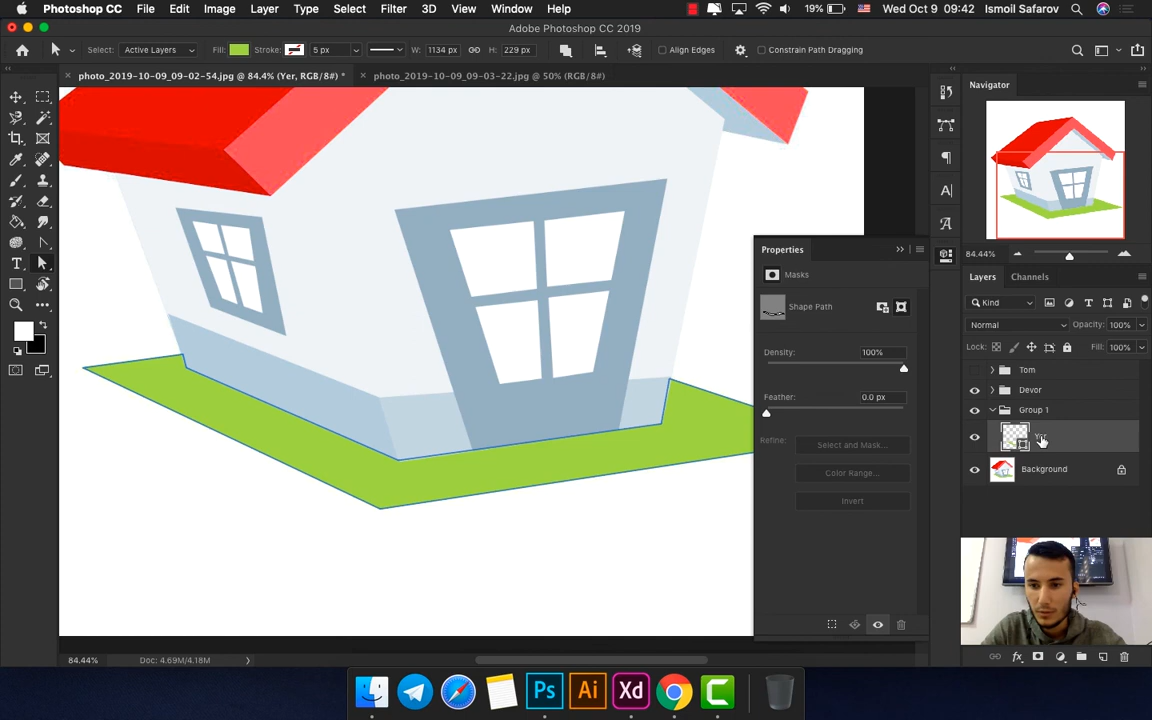 Photoshop CC File Edit Image Layer Type Select Filter 3D View Window Help 19% Wed Oct 9 09:42 Ismoil Safarov
Adobe Photoshop CC 2019
Select: Active Layers Fill: Stroke: 5 px W: 1134 px H: 229 px Align Edges Constrain Path Dragging
photo_2019-10-09_09-02-54.jpg @ 84.4% (Yer, RGB/8#) * photo_2019-10-09_09-03-22.jpg @ 50% (RGB/8#)
Navigator
84.44%
Properties
Masks
Shape Path
Density: 100%
Feather: 0.0 px
Refine: Select and Mask...
Color Range...
Invert
Layers Channels
Kind
Normal Opacity: 100%
Lock: Fill: 100%
Tom
Devor
Group 1
Background
fx
84.44% Doc: 4.69M/4.18M
Ps Ai Xd